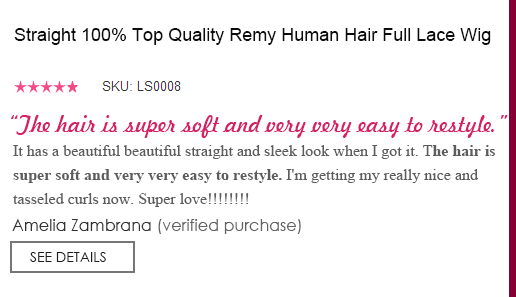 Straight 100% Top Quality Remy Human Hair Full Lace Wig
SKU: LS0008
“The hair is super soft and very very easy to restyle.”
It has a beautiful beautiful straight and sleek look when I got it. The hair is
super soft and very very easy to restyle. I'm getting my really nice and
tasseled curls now. Super love!!!!!!!!
Amelia Zambrana (verified purchase)
SEE DETAILS